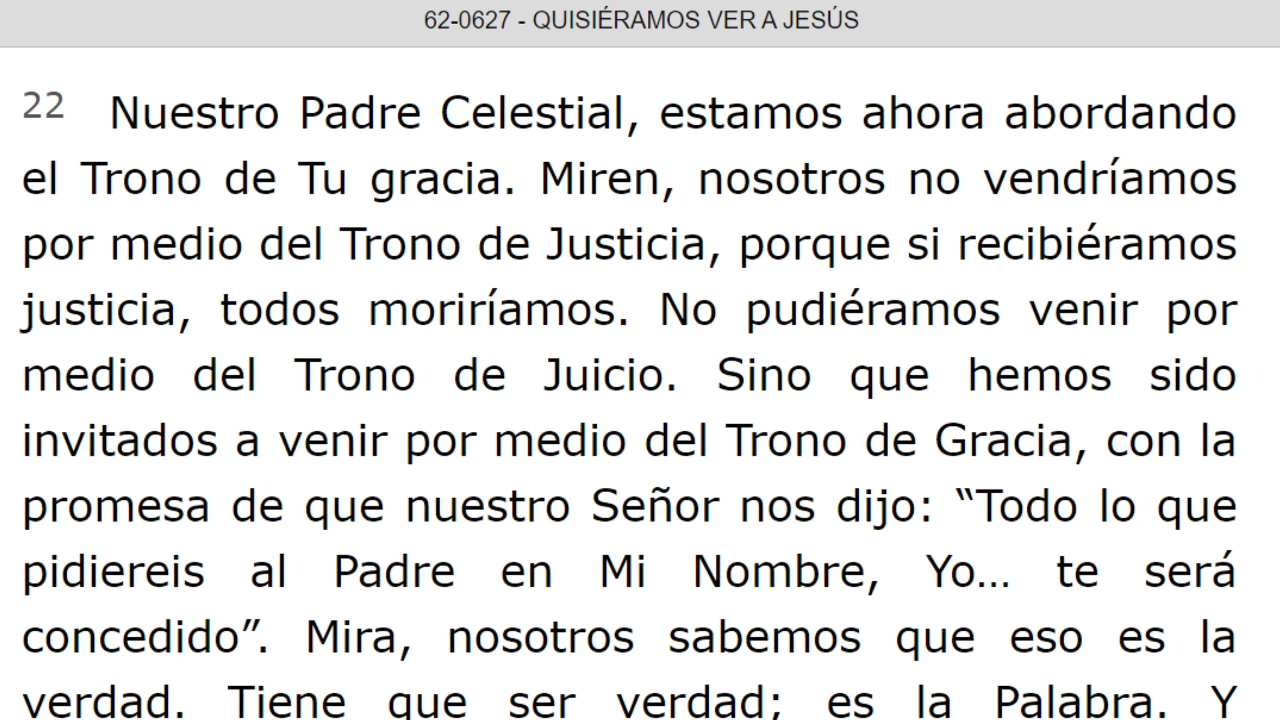 62-0627 - QUISIÉRAMOS VER A JESÚS
22 Nuestro Padre Celestial, estamos ahora abordando
el Trono de Tu gracia. Miren, nosotros no vendríamos
por medio del Trono de Justicia, porque si recibiéramos
justicia, todos moriríamos. No pudiéramos venir por
medio del Trono de Juicio. Sino que hemos sido
invitados a venir por medio del Trono de Gracia, con la
promesa de que nuestro Señor nos dijo: “Todo lo que
pidiereis al Padre en Mi Nombre, Yo… te será
concedido”. Mira, nosotros sabemos que eso es la
verdad. Tiene que ser verdad; es la Palabra. Y